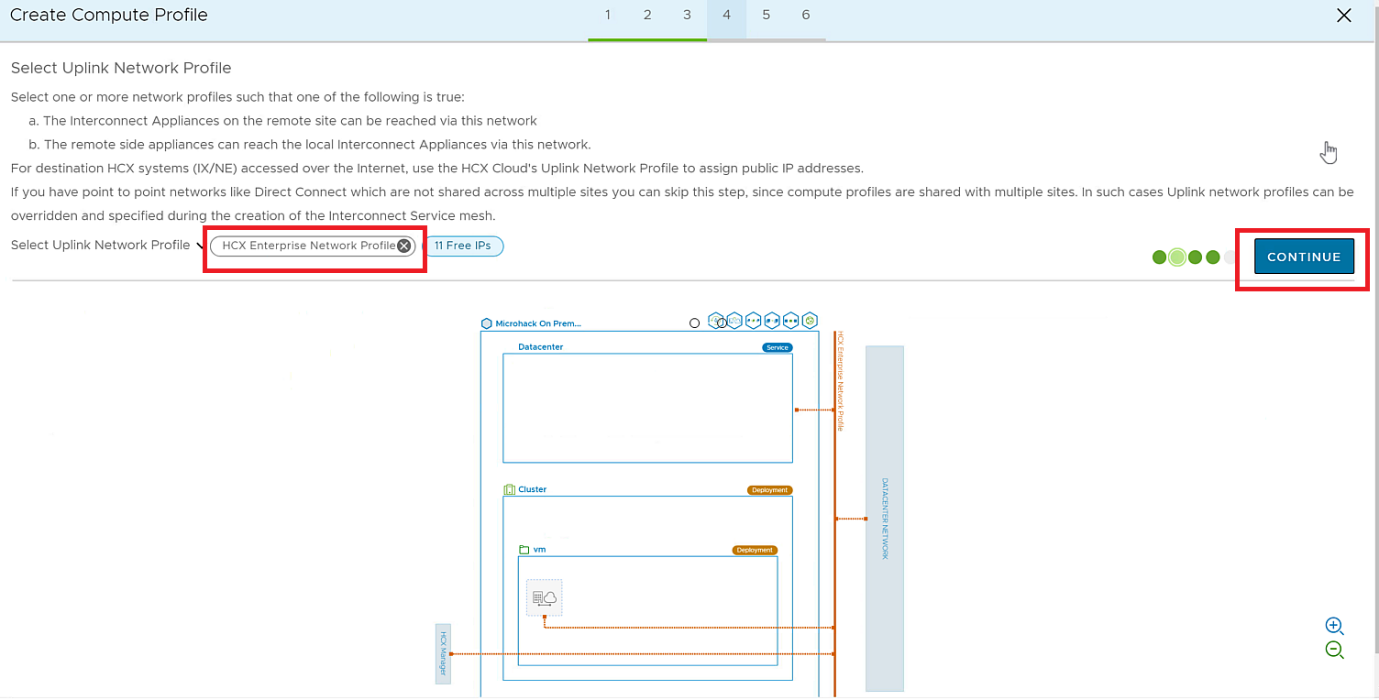 Create Compute Profile
1 2 3 4 5 6
Select Uplink Network Profile
Select one or more network profiles such that one of the following is true:
a. The Interconnect Appliances on the remote site can be reached via this network
b. The remote side appliances can reach the local Interconnect Appliances via this network.
For destination HCX systems (IX/NE) accessed over the Internet, use the HCX Cloud's Uplink Network Profile to assign public IP addresses.
If you have point to point networks like Direct Connect which are not shared across multiple sites you can skip this step, since compute profiles are shared with multiple sites. In such cases Uplink network profiles can be
overridden and specified during the creation of the Interconnect Service mesh.
Select Uplink Network Profile HCX Enterprise Network Profile 11 Free IPs
CONTINUE
Microhack On Prem...
Datacenter Service
HCX Enterprise Network Profile
Cluster Deployment
DATACENTER NETWORK
vm Deployment
HCX Manager